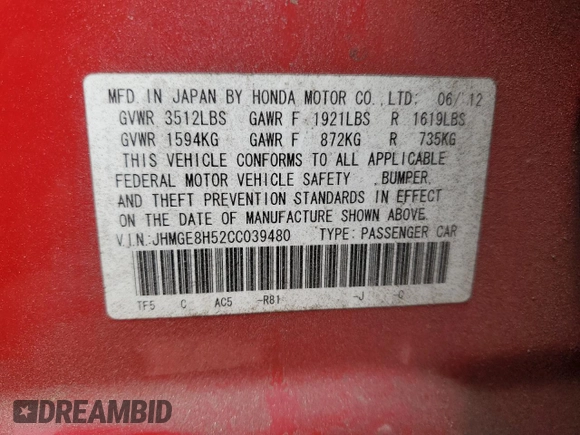 MFD. IN JAPAN BY HONDA MOTOR CO.,LTD: 06/12
GVWR 3512LBS GAWR F 1921LBS R 1619LBS
GVWR 1594KG GAWR F 872KG R 735KG
THIS VEHICLE CONFORMS TO ALL APPLICABLE
FEDERAL MOTOR VEHICLE SAFETY ,BUMPER,
AND THEFT PREVENTION STANDARDS IN EFFECT
ON THE DATE OF MANUFACTURE SHOWN ABOVE.
V.I.N:JHMGE8H52CC039480 TYPE: PASSENGER CAR
TF5 C AC5 -R81 -J -C
DREAMBID